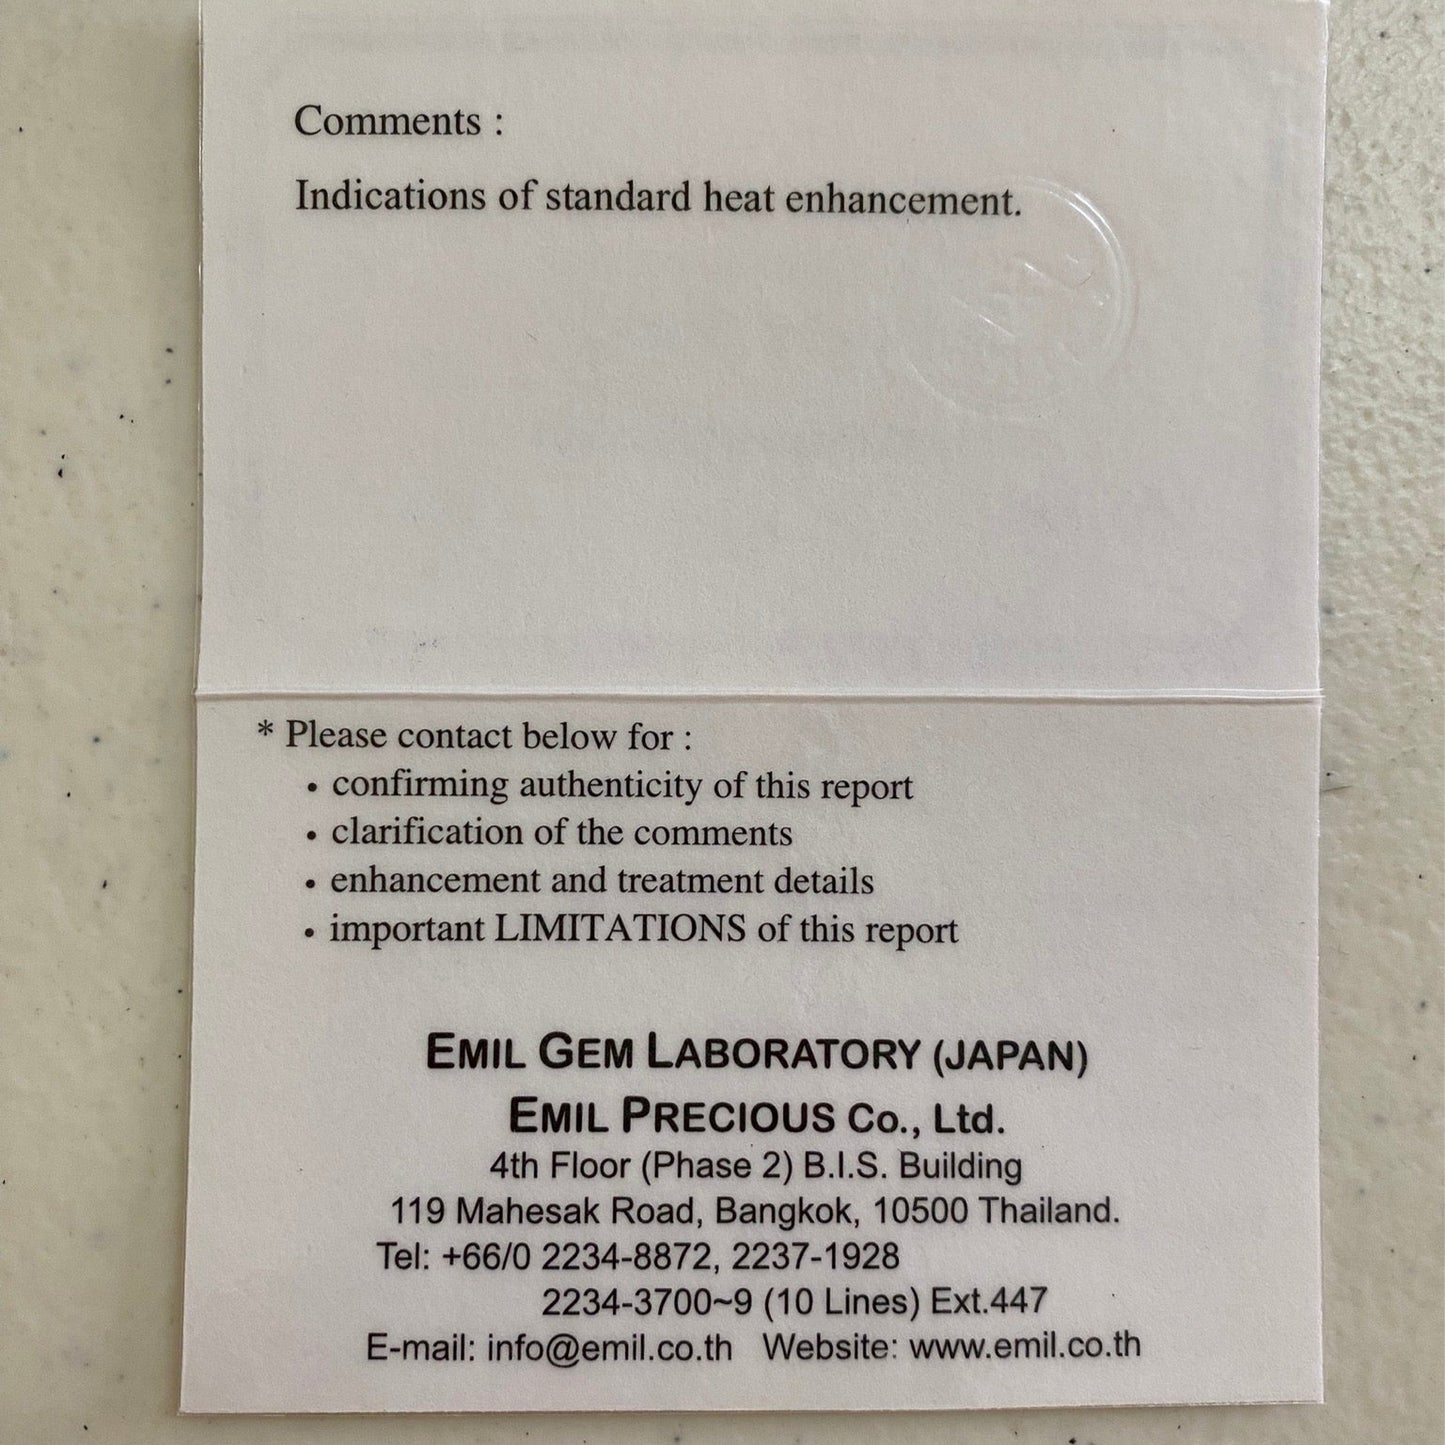 Comments :
Indications of standard heat enhancement.
* Please contact below for :
• confirming authenticity of this report
• clarification of the comments
• enhancement and treatment details
• important LIMITATIONS of this report
EMIL GEM LABORATORY (JAPAN)
EMIL PRECIOUS Co., Ltd.
4th Floor (Phase 2) B.I.S. Building
119 Mahesak Road, Bangkok, 10500 Thailand.
Tel: +66/0 2234-8872, 2237-1928
2234-3700~9 (10 Lines) Ext.447
E-mail: info@emil.co.th Website: www.emil.co.th